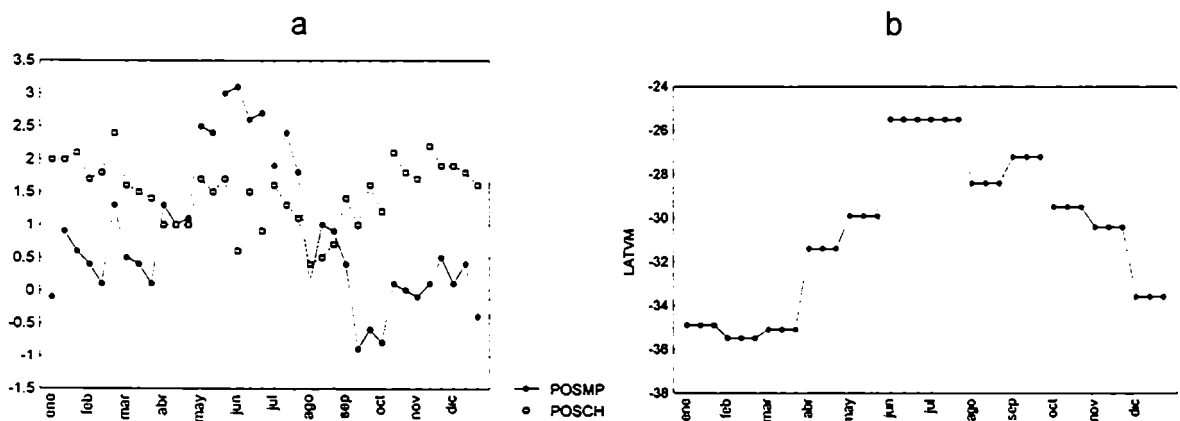 a
3.5
3
2.5
2
1.5
1
0.5
0
-0.5
-1
-1.5
ene
feb
mar
abr
may
jun
jul
ago
sep
oct
nov
dic
POSMP
POSCH
b
LATVM
-24
-26
-28
-30
-32
-34
-36
-38
ene
feb
mar
abr
may
jun
jul
ago
sep
oct
nov
dic